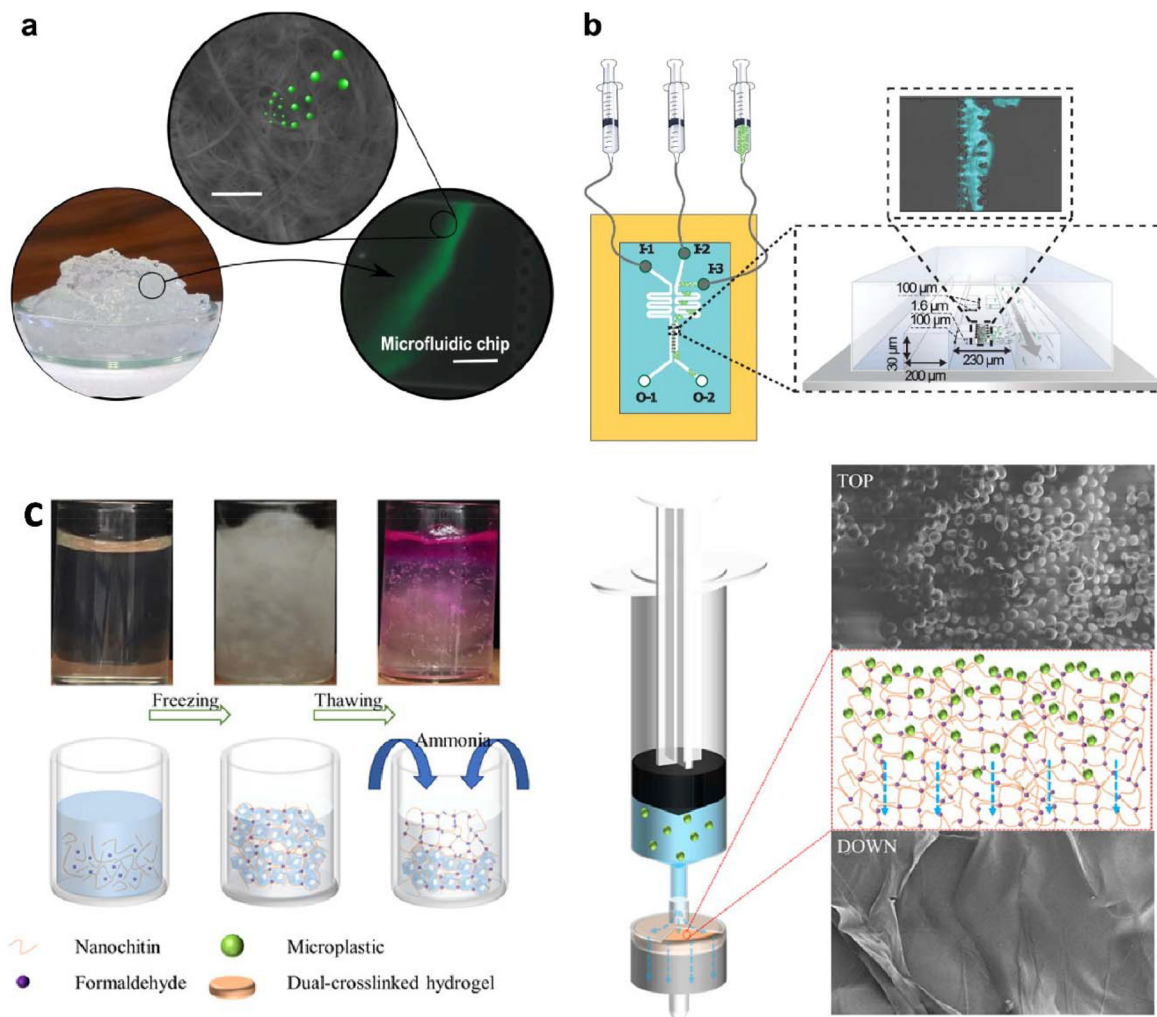 a
Microfluidic chip
b
I-1
I-2
I-3
O-1
O-2
100 µm
1.6 µm
100 µm
30 µm
200 µm
230 µm
c
Freezing
Thawing
Ammonia
Nanochitin
Microplastic
Formaldehyde
Dual-crosslinked hydrogel
TOP
DOWN